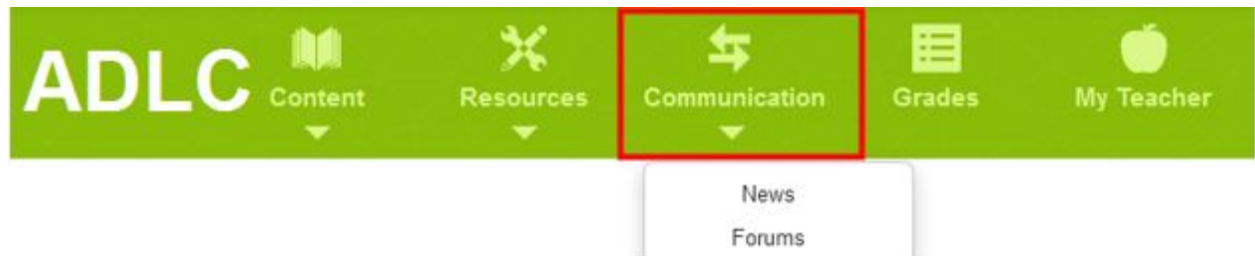 ADLC
Content
Resources
Communication
Grades
My Teacher
News
Forums